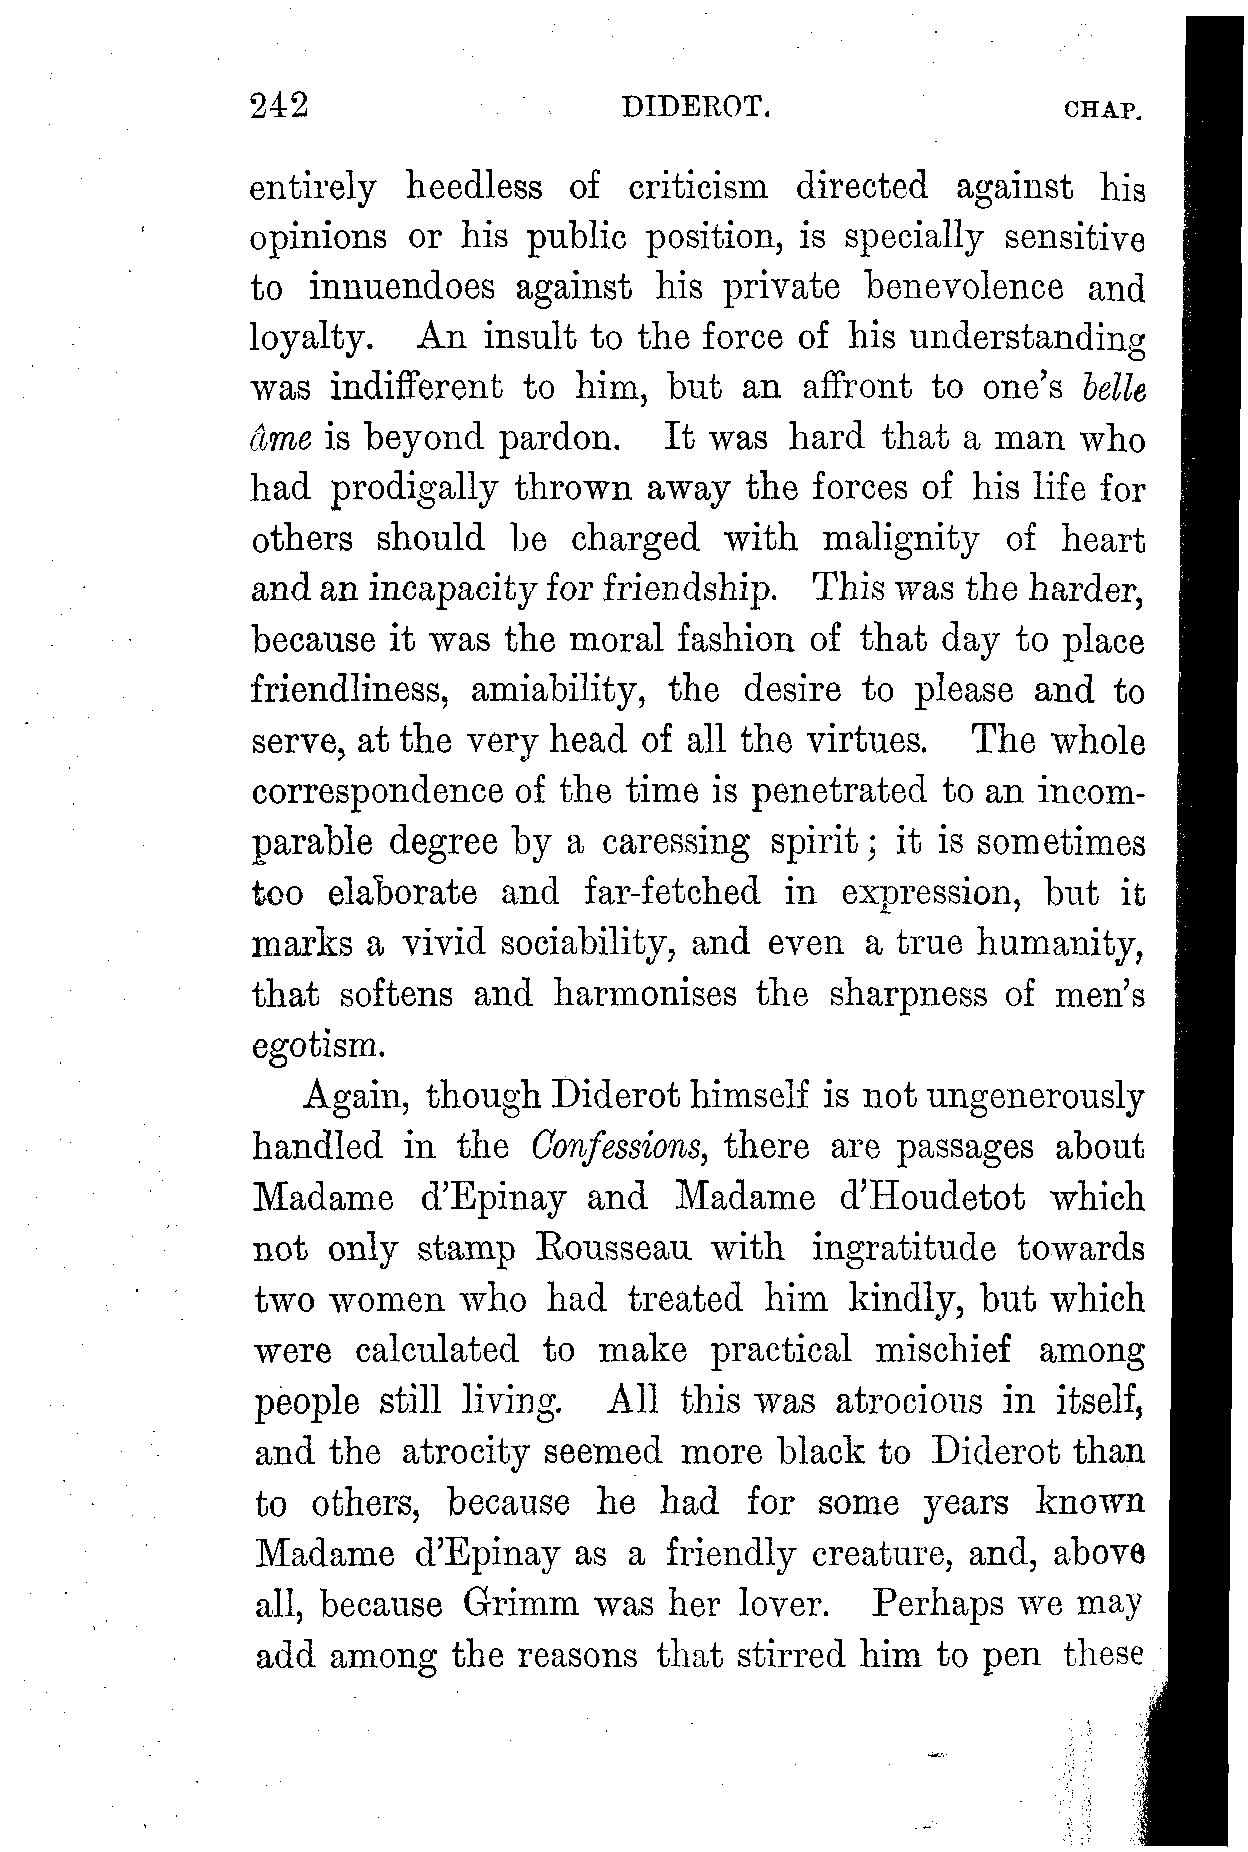 242 DIDEROT. CHAP.
entirely heedless of criticism directed against his
opinions or his public position, is specially sensitive
to innuendoes against his private benevolence and
loyalty. An insult to the force of his understanding
was indifferent to him, but an affront to one's belle
âme is beyond pardon. It was hard that a man who
had prodigally thrown away the forces of his life for
others should be charged with malignity of heart
and an incapacity for friendship. This was the harder,
because it was the moral fashion of that day to place
friendliness, amiability, the desire to please and to
serve, at the very head of all the virtues. The whole
correspondence of the time is penetrated to an incom-
parable degree by a caressing spirit; it is sometimes
too elaborate and far-fetched in expression, but it
marks a vivid sociability, and even a true humanity,
that softens and harmonises the sharpness of men's
egotism.
Again, though Diderot himself is not ungenerously
handled in the Confessions, there are passages about
Madame d'Epinay and Madame d'Houdetot which
not only stamp Rousseau with ingratitude towards
two women who had treated him kindly, but which
were calculated to make practical mischief among
people still living. All this was atrocious in itself,
and the atrocity seemed more black to Diderot than
to others, because he had for some years known
Madame d'Epinay as a friendly creature, and, above
all, because Grimm was her lover. Perhaps we may
add among the reasons that stirred him to pen these